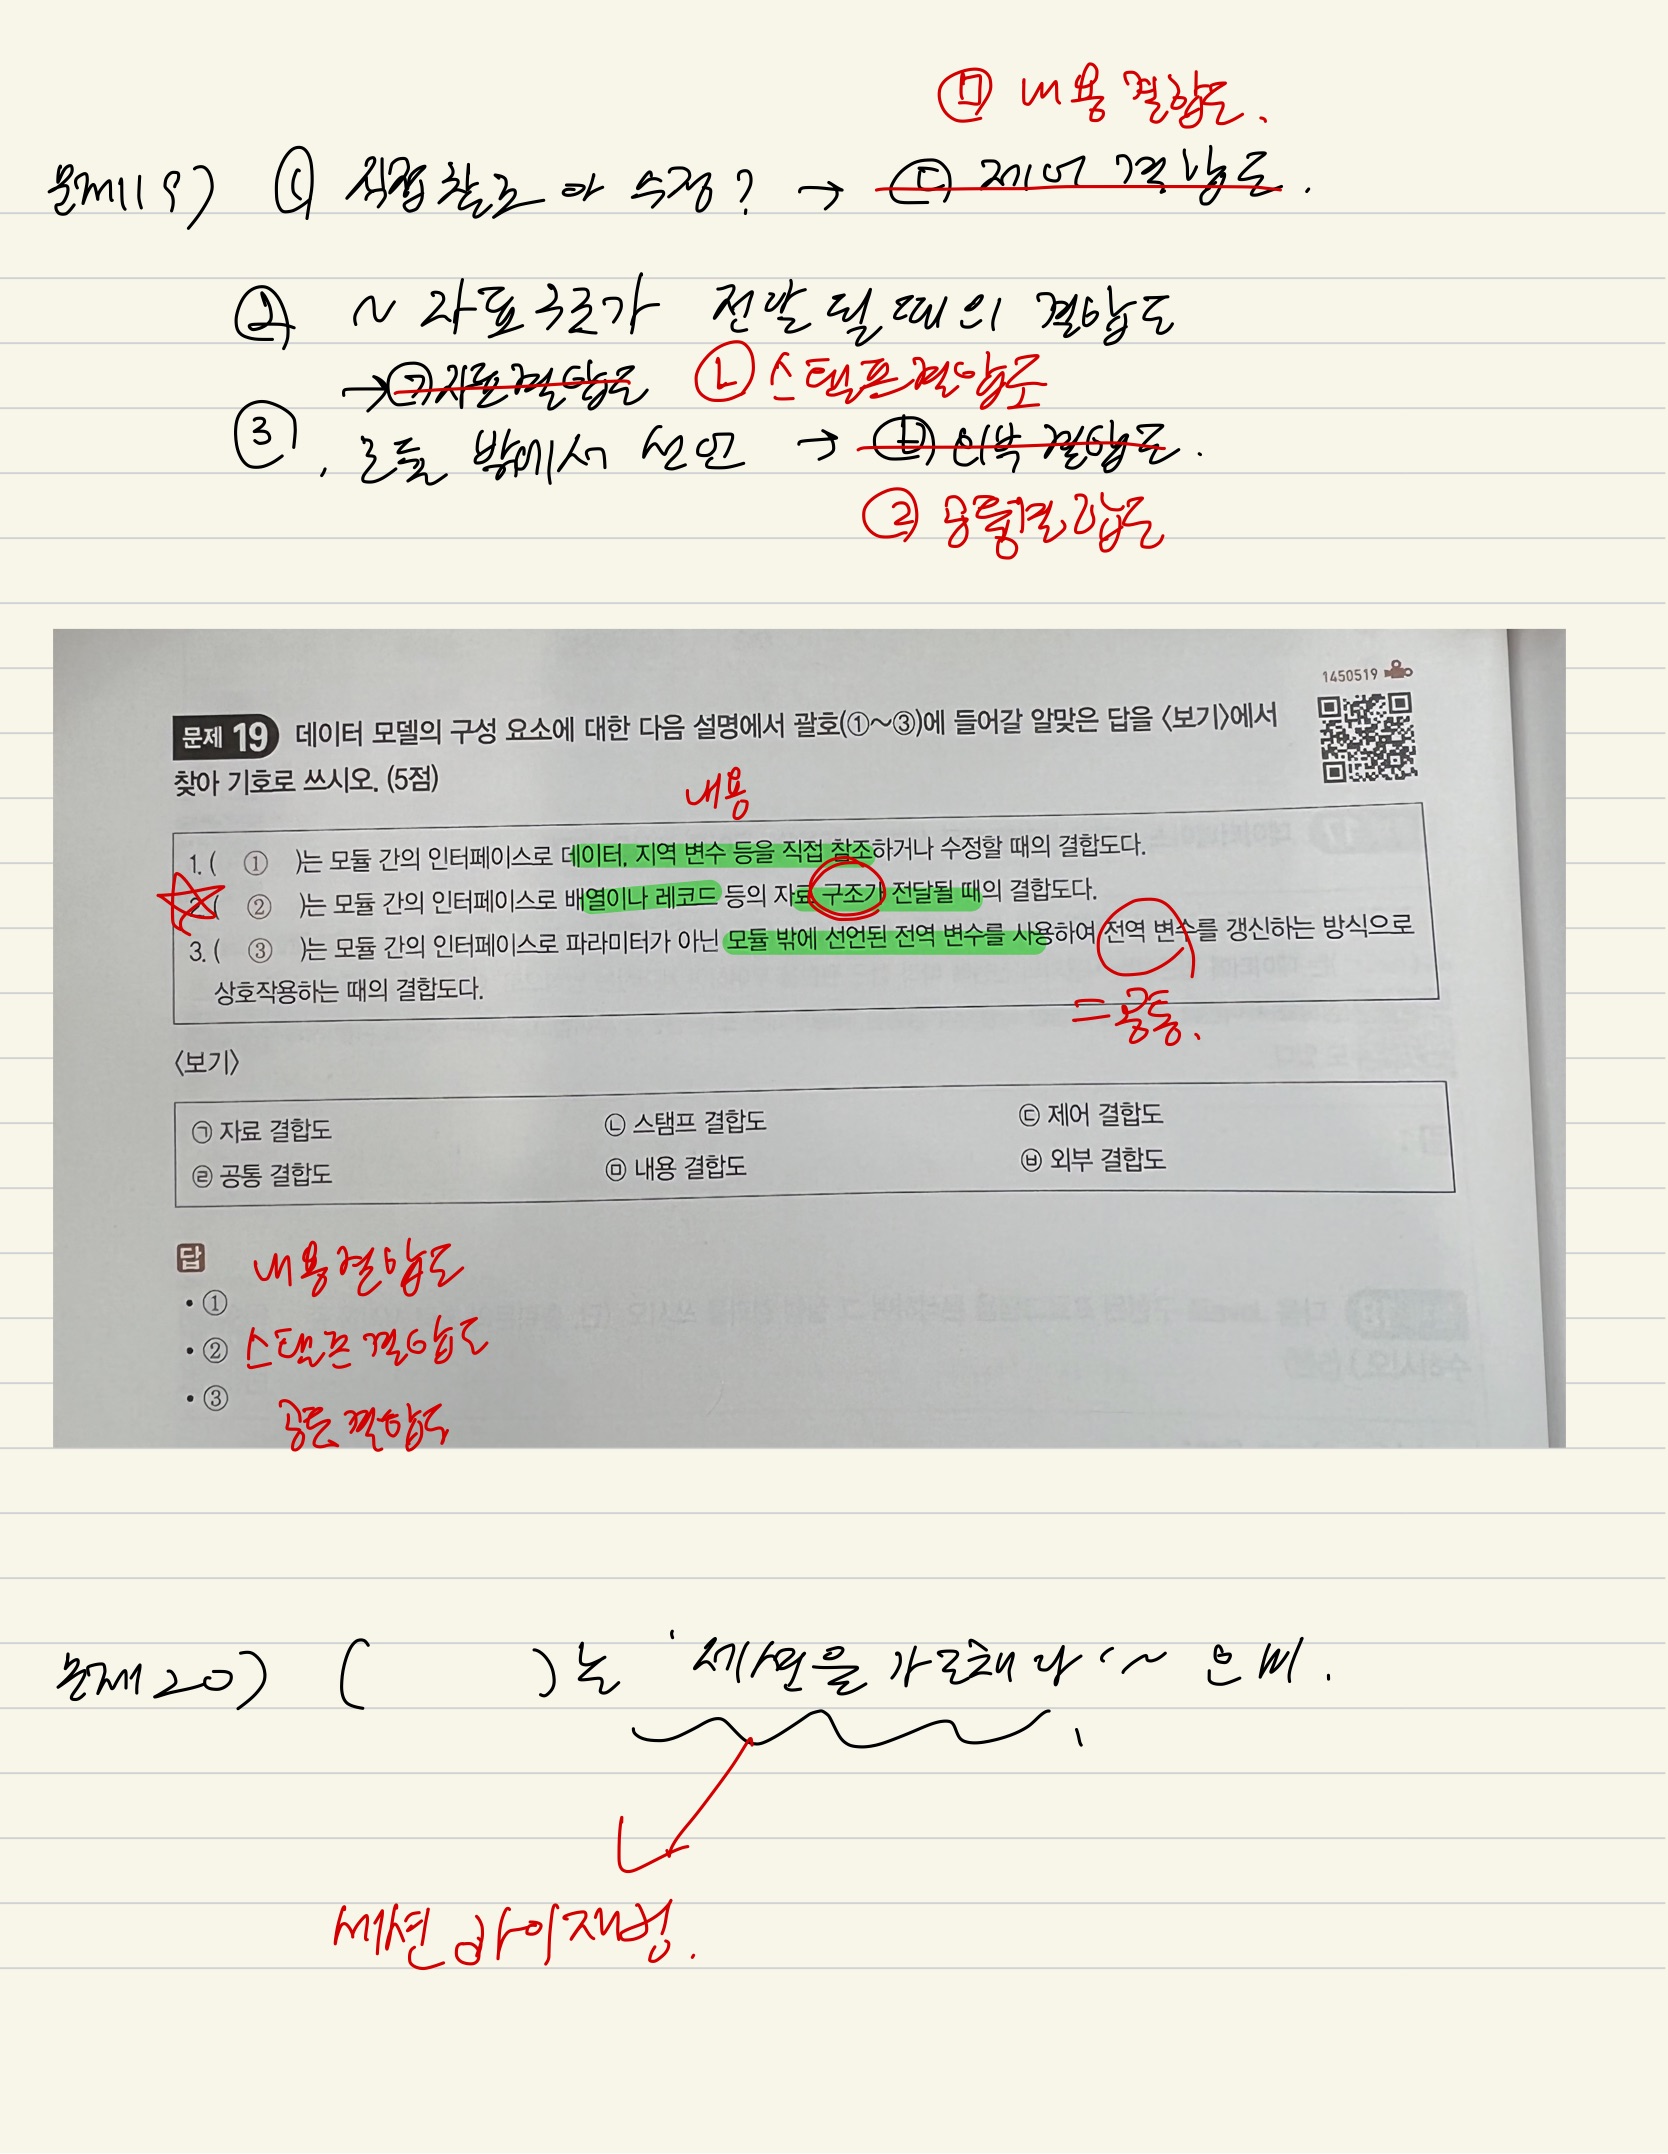 ㉤ 내용 결합도.
문제19) ① 직접 참조 아 수정? → ㉢ 제어 결합도.
② ~ 자료 구조가 전달 될 때의 결합도
→ ㉠ 자료 결합도 ㉡ 스탬프 결합도
③ , 모듈 밖에서 선언 → ㉥ 외부 결합도.
㉣ 공통결합도
1450519
문제 19 데이터 모델의 구성 요소에 대한 다음 설명에서 괄호(①~③)에 들어갈 알맞은 답을 〈보기〉에서
찾아 기호로 쓰시오. (5점)
내용
1. ( ① )는 모듈 간의 인터페이스로 데이터, 지역 변수 등을 직접 참조하거나 수정할 때의 결합도다.
2. ( ② )는 모듈 간의 인터페이스로 배열이나 레코드 등의 자료 구조가 전달될 때의 결합도다.
3. ( ③ )는 모듈 간의 인터페이스로 파라미터가 아닌 모듈 밖에 선언된 전역 변수를 사용하여 전역 변수를 갱신하는 방식으로
상호작용하는 때의 결합도다.
= 공통.
〈보기〉
㉠ 자료 결합도 ㉡ 스탬프 결합도 ㉢ 제어 결합도
㉣ 공통 결합도 ㉤ 내용 결합도 ㉥ 외부 결합도
답 내용결합도
• ①
• ② 스탬프 결합도
• ③
공통 결합도
문제20) ( )는 '세션을 가로채다' ~ 은 비.
세션 하이재킹.